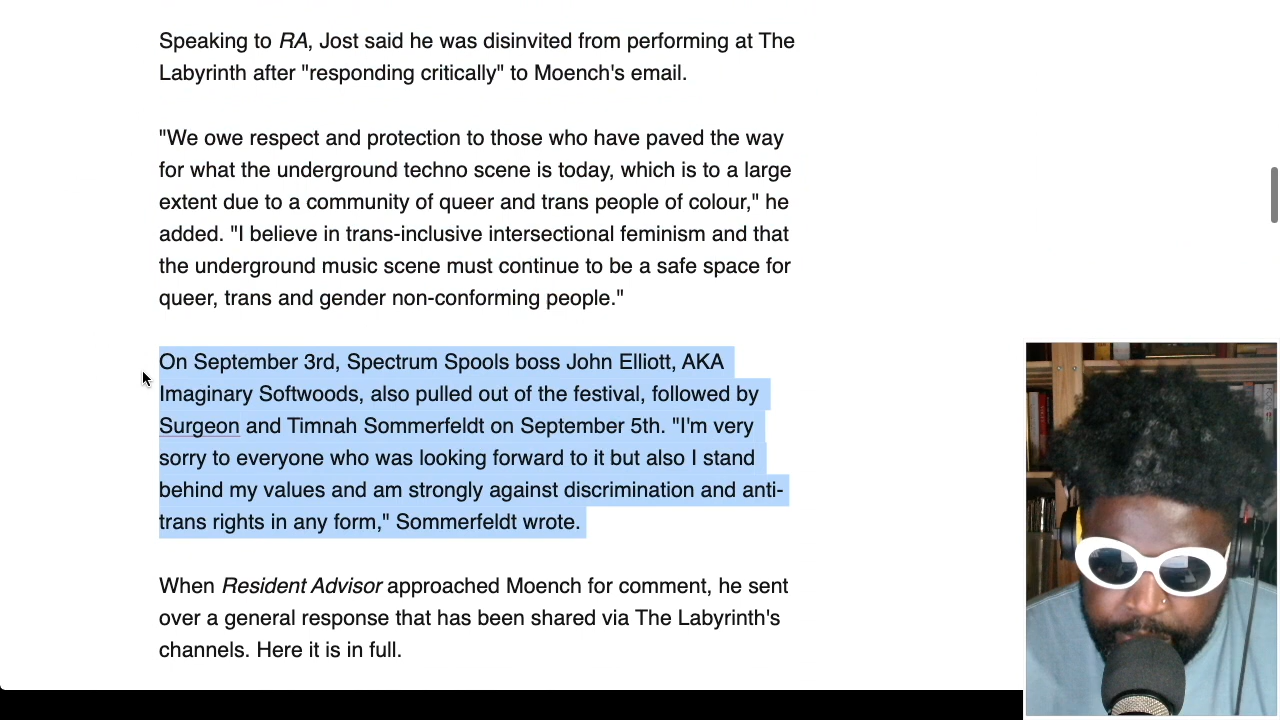 Speaking to RA, Jost said he was disinvited from performing at The
Labyrinth after "responding critically" to Moench's email.
"We owe respect and protection to those who have paved the way
for what the underground techno scene is today, which is to a large
extent due to a community of queer and trans people of colour," he
added. "I believe in trans-inclusive intersectional feminism and that
the underground music scene must continue to be a safe space for
queer, trans and gender non-conforming people."
On September 3rd, Spectrum Spools boss John Elliott, AKA
Imaginary Softwoods, also pulled out of the festival, followed by
Surgeon and Timnah Sommerfeldt on September 5th. "I'm very
sorry to everyone who was looking forward to it but also I stand
behind my values and am strongly against discrimination and anti-
trans rights in any form," Sommerfeldt wrote.
When Resident Advisor approached Moench for comment, he sent
over a general response that has been shared via The Labyrinth's
channels. Here it is in full.